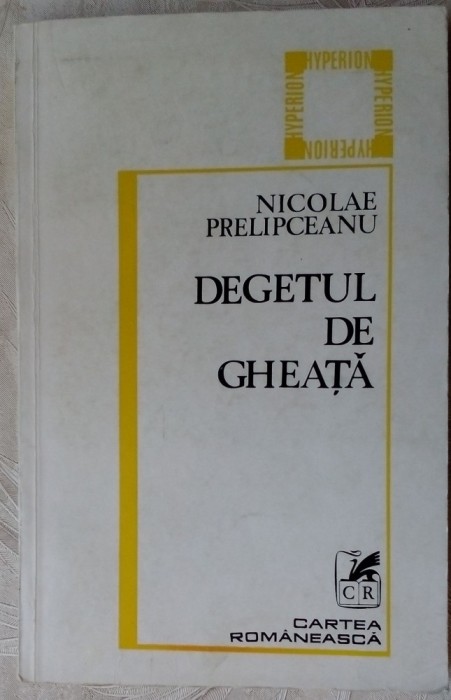 HYPERION
HYPERION
HYPERION
HYPERION
NICOLAE
PRELIPCEANU
DEGETUL
DE
GHEAȚĂ
CR
CARTEA
ROMÂNEASCĂ